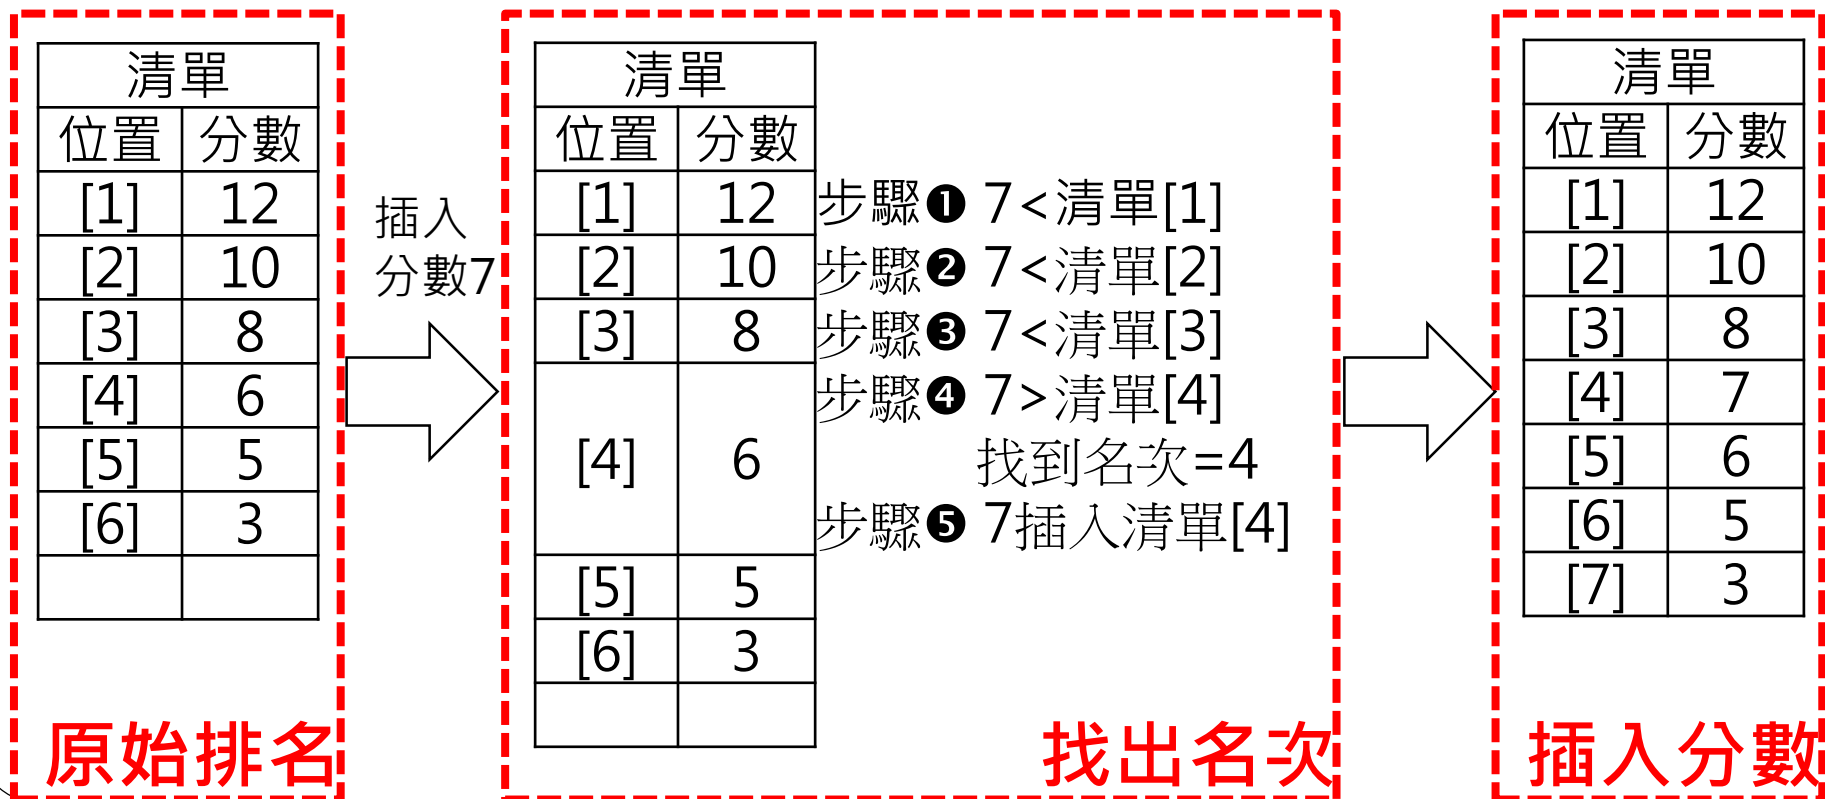 清單
位置 分數
[1] 12
[2] 10
[3] 8
[4] 6
[5] 5
[6] 3
原始排名
插入
分數7
清單
位置 分數
[1] 12
[2] 10
[3] 8
[4] 6
[5] 5
[6] 3
步驟❶ 7<清單[1]
步驟❷ 7<清單[2]
步驟❸ 7<清單[3]
步驟❹ 7>清單[4]
找到名次=4
步驟❺ 7插入清單[4]
找出名次
清單
位置 分數
[1] 12
[2] 10
[3] 8
[4] 7
[5] 6
[6] 5
[7] 3
插入分數